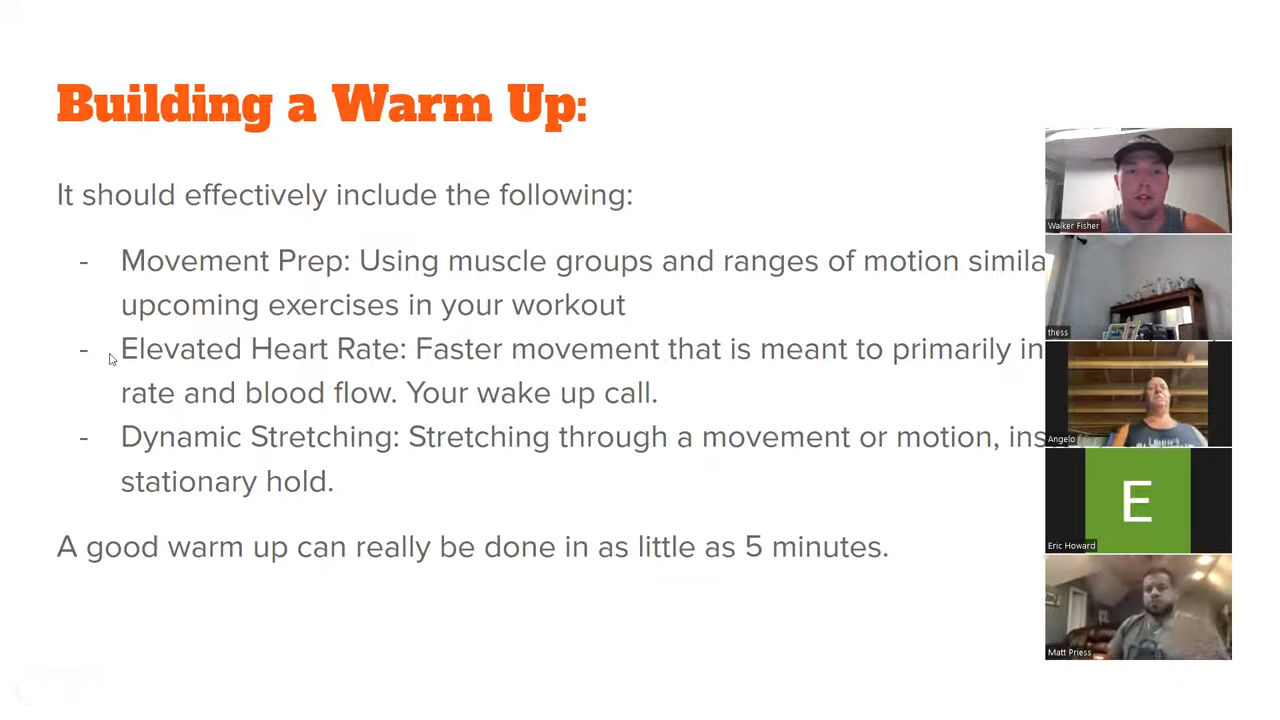 Building a Warm Up:
It should effectively include the following:
- Movement Prep: Using muscle groups and ranges of motion simila
upcoming exercises in your workout
- Elevated Heart Rate: Faster movement that is meant to primarily in
rate and blood flow. Your wake up call.
- Dynamic Stretching: Stretching through a movement or motion, ins
stationary hold.
A good warm up can really be done in as little as 5 minutes.
Walker Fisher
thess
Angelo
E
Eric Howard
Matt Priess